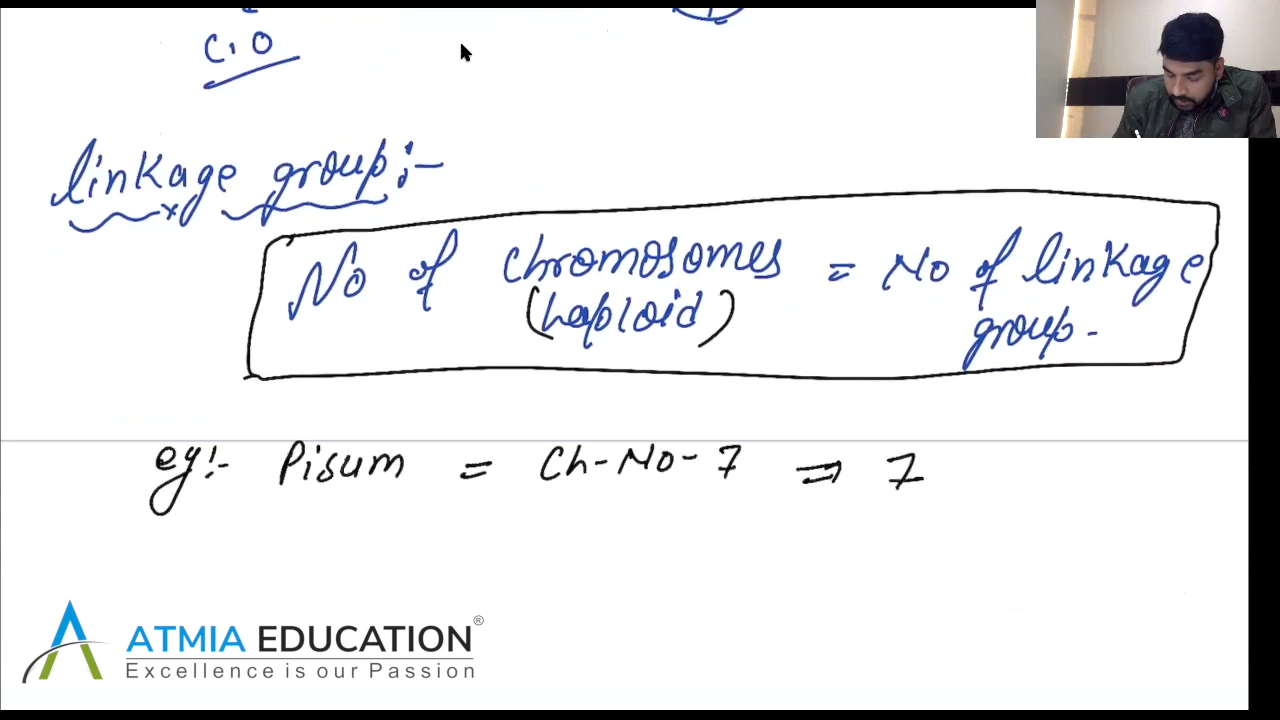 C.O
linkage group:-
No of chromosomes = No of linkage
(haploid) group-
eg:- Pisum = Ch-No-7 ⇒ 7
ATMIA EDUCATION®
Excellence is our Passion